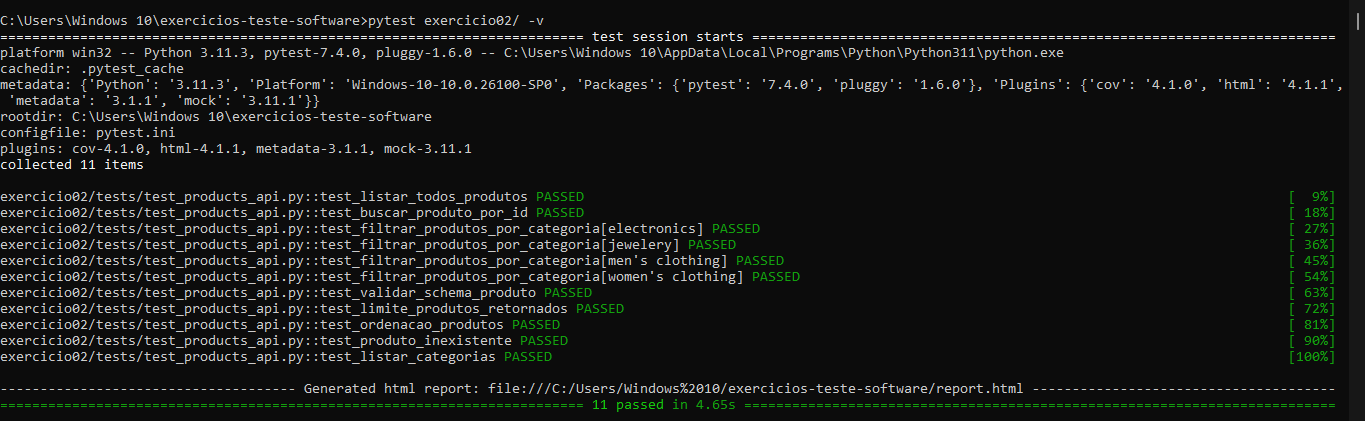 C:\Users\Windows 10\exercicios-teste-software>pytest exercicio02/ -v
========================================================================= test session starts =========================================================================
platform win32 -- Python 3.11.3, pytest-7.4.0, pluggy-1.6.0 -- C:\Users\Windows 10\AppData\Local\Programs\Python\Python311\python.exe
cachedir: .pytest_cache
metadata: {'Python': '3.11.3', 'Platform': 'Windows-10-10.0.26100-SP0', 'Packages': {'pytest': '7.4.0', 'pluggy': '1.6.0'}, 'Plugins': {'cov': '4.1.0', 'html': '4.1.1',
 'metadata': '3.1.1', 'mock': '3.11.1'}}
rootdir: C:\Users\Windows 10\exercicios-teste-software
configfile: pytest.ini
plugins: cov-4.1.0, html-4.1.1, metadata-3.1.1, mock-3.11.1
collected 11 items
exercicio02/tests/test_products_api.py::test_listar_todos_produtos PASSED [  9%]
exercicio02/tests/test_products_api.py::test_buscar_produto_por_id PASSED [ 18%]
exercicio02/tests/test_products_api.py::test_filtrar_produtos_por_categoria[electronics] PASSED [ 27%]
exercicio02/tests/test_products_api.py::test_filtrar_produtos_por_categoria[jewelery] PASSED [ 36%]
exercicio02/tests/test_products_api.py::test_filtrar_produtos_por_categoria[men's clothing] PASSED [ 45%]
exercicio02/tests/test_products_api.py::test_filtrar_produtos_por_categoria[women's clothing] PASSED [ 54%]
exercicio02/tests/test_products_api.py::test_validar_schema_produto PASSED [ 63%]
exercicio02/tests/test_products_api.py::test_limite_produtos_retornados PASSED [ 72%]
exercicio02/tests/test_products_api.py::test_ordenacao_produtos PASSED [ 81%]
exercicio02/tests/test_products_api.py::test_produto_inexistente PASSED [ 90%]
exercicio02/tests/test_products_api.py::test_listar_categorias PASSED [100%]
------------------------------------- Generated html report: file:///C:/Users/Windows%2010/exercicios-teste-software/report.html --------------------------------------
========================================================================= 11 passed in 4.65s ==========================================================================